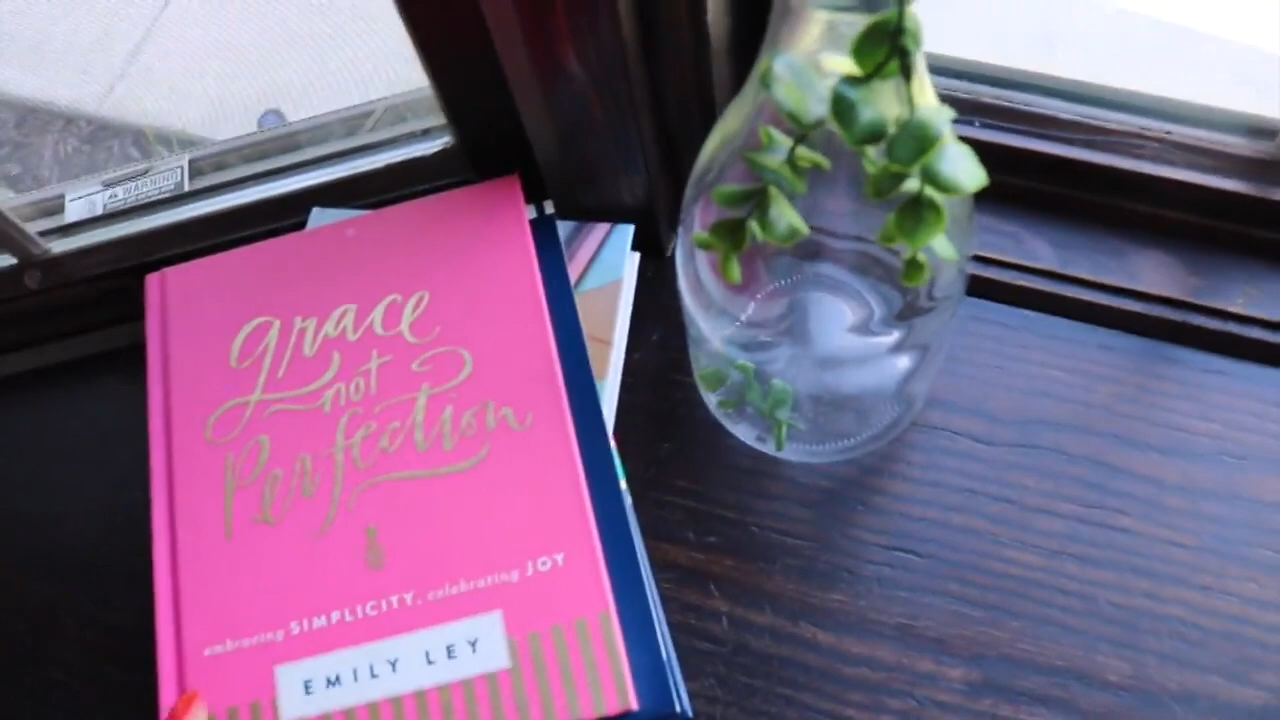 WARNING
grace
not
Perfection
embracing SIMPLICITY, celebrating JOY
EMILY LEY